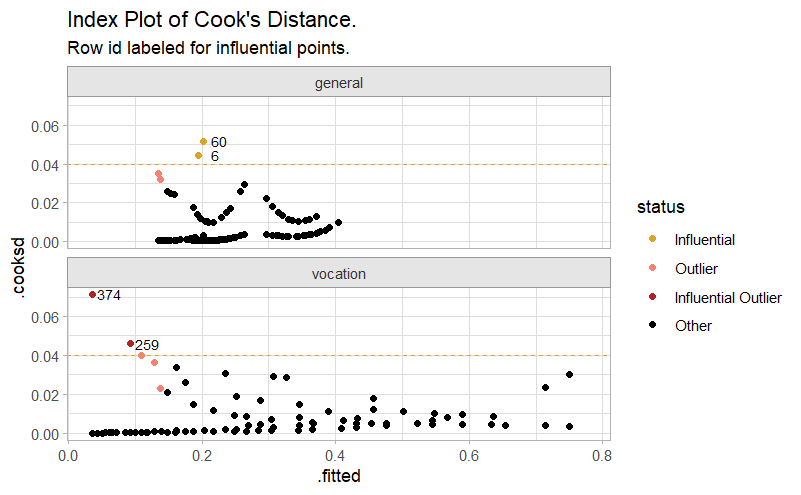 Index Plot of Cook's Distance.
Row id labeled for influential points.
general
0.06
0.04
0.02
0.00
60
6
vocation
0.06
0.04
0.02
0.00
374
259
0.0 0.2 0.4 0.6 0.8
.fitted
.cooksd
status
Influential
Outlier
Influential Outlier
Other